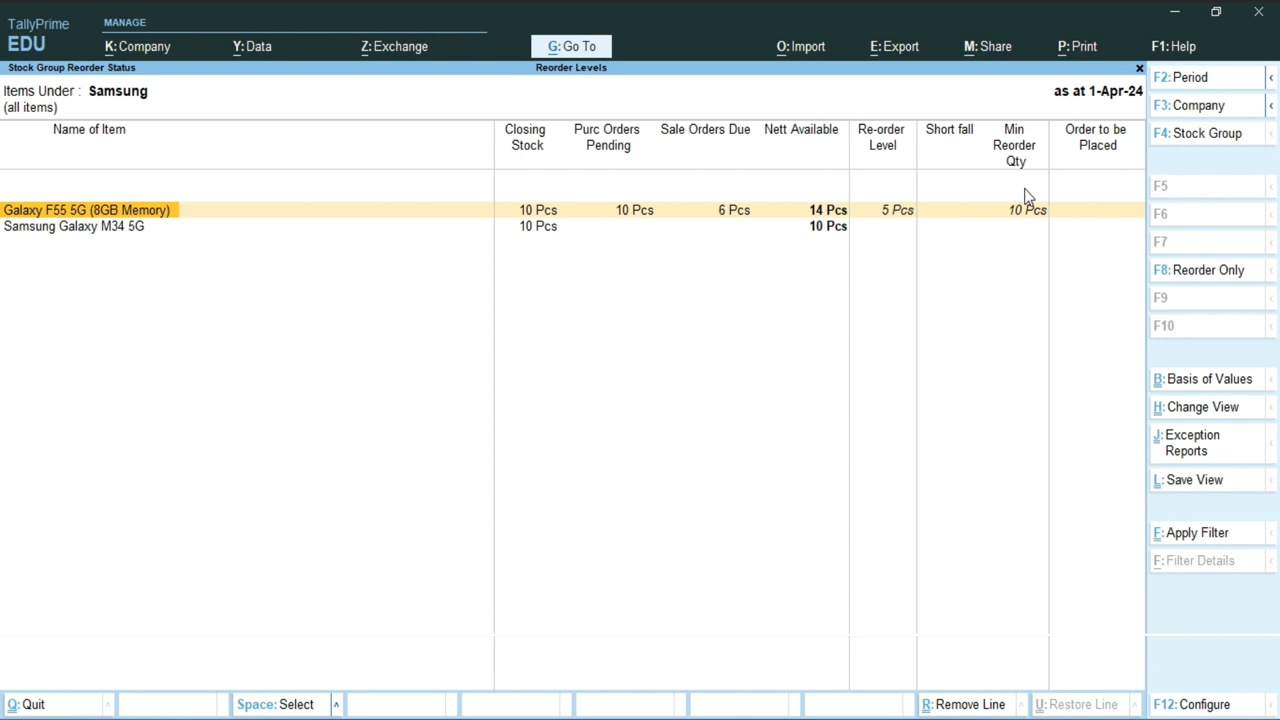 TallyPrime
EDU
MANAGE
K: Company
Y: Data
Z: Exchange
G: Go To
O: Import
E: Export
M: Share
P: Print
F1: Help
Stock Group Reorder Status
Reorder Levels
x
Items Under : Samsung
as at 1-Apr-24
(all items)
Name of Item
Closing Stock
Purc Orders Pending
Sale Orders Due
Nett Available
Re-order Level
Short fall
Min Reorder Qty
Order to be Placed
Galaxy F55 5G (8GB Memory) 10 Pcs 10 Pcs 6 Pcs 14 Pcs 5 Pcs 10 Pcs
Samsung Galaxy M34 5G 10 Pcs 10 Pcs
F2: Period
F3: Company
F4: Stock Group
F5
F6
F7
F8: Reorder Only
F9
F10
B: Basis of Values
H: Change View
J: Exception Reports
L: Save View
F: Apply Filter
F: Filter Details
Q: Quit
Space: Select
R: Remove Line
U: Restore Line
F12: Configure